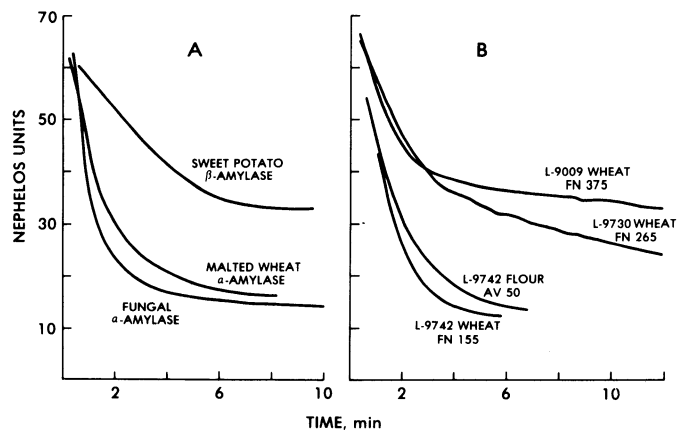 70
50
30
10
NEPHELOS UNITS
A
SWEET POTATO
β-AMYLASE
MALTED WHEAT
α-AMYLASE
FUNGAL
α-AMYLASE
2
6
10
B
L-9009 WHEAT
FN 375
L-9730 WHEAT
FN 265
L-9742 FLOUR
AV 50
L-9742 WHEAT
FN 155
2
6
10
TIME, min